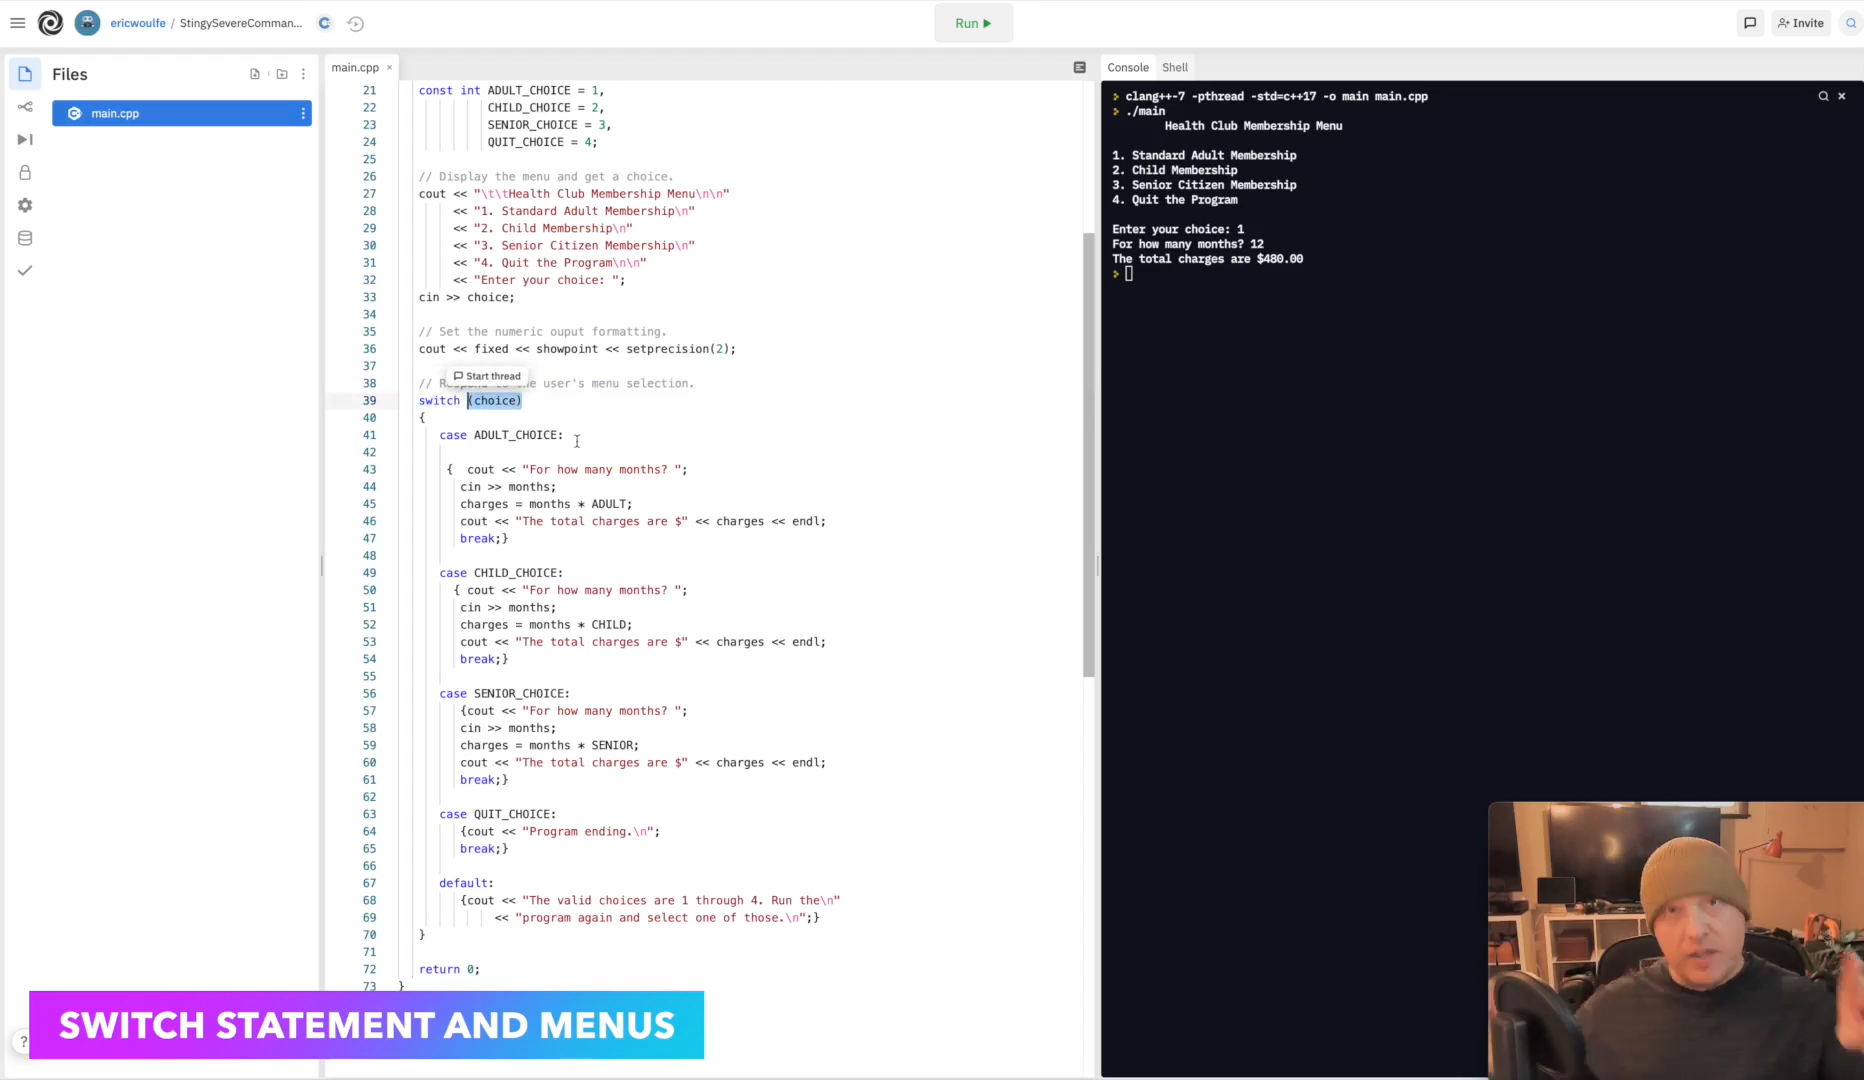 ericwoulfe / StingySevereComman...
Run
Invite
Files
main.cpp
main.cpp ×
21 const int ADULT_CHOICE = 1,
22 CHILD_CHOICE = 2,
23 SENIOR_CHOICE = 3,
24 QUIT_CHOICE = 4;
25
26 // Display the menu and get a choice.
27 cout << "\t\tHealth Club Membership Menu\n\n"
28 << "1. Standard Adult Membership\n"
29 << "2. Child Membership\n"
30 << "3. Senior Citizen Membership\n"
31 << "4. Quit the Program\n\n"
32 << "Enter your choice: ";
33 cin >> choice;
34
35 // Set the numeric ouput formatting.
36 cout << fixed << showpoint << setprecision(2);
37
Start thread
38 // Respond to the user's menu selection.
39 switch (choice)
40 {
41 case ADULT_CHOICE:
42
43 { cout << "For how many months? ";
44 cin >> months;
45 charges = months * ADULT;
46 cout << "The total charges are $" << charges << endl;
47 break;}
48
49 case CHILD_CHOICE:
50 { cout << "For how many months? ";
51 cin >> months;
52 charges = months * CHILD;
53 cout << "The total charges are $" << charges << endl;
54 break;}
55
56 case SENIOR_CHOICE:
57 {cout << "For how many months? ";
58 cin >> months;
59 charges = months * SENIOR;
60 cout << "The total charges are $" << charges << endl;
61 break;}
62
63 case QUIT_CHOICE:
64 {cout << "Program ending.\n";
65 break;}
66
67 default:
68 {cout << "The valid choices are 1 through 4. Run the\n"
69 << "program again and select one of those.\n";}
70 }
71
72 return 0;
73 }
Console Shell
> clang++-7 -pthread -std=c++17 -o main main.cpp
> ./main
Health Club Membership Menu
1. Standard Adult Membership
2. Child Membership
3. Senior Citizen Membership
4. Quit the Program
Enter your choice: 1
For how many months? 12
The total charges are $480.00
>
?
SWITCH STATEMENT AND MENUS